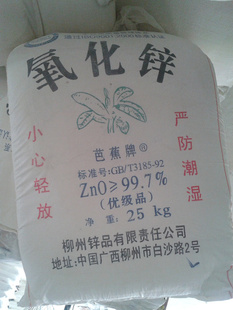 氧化锌
小心轻放
严防潮湿
芭蕉牌®
标准号:GB/T3185-92
ZnO≥99.7%
(优级品)
净重:25kg
柳州锌品有限责任公司
地址:中国广西柳州市白沙路2号